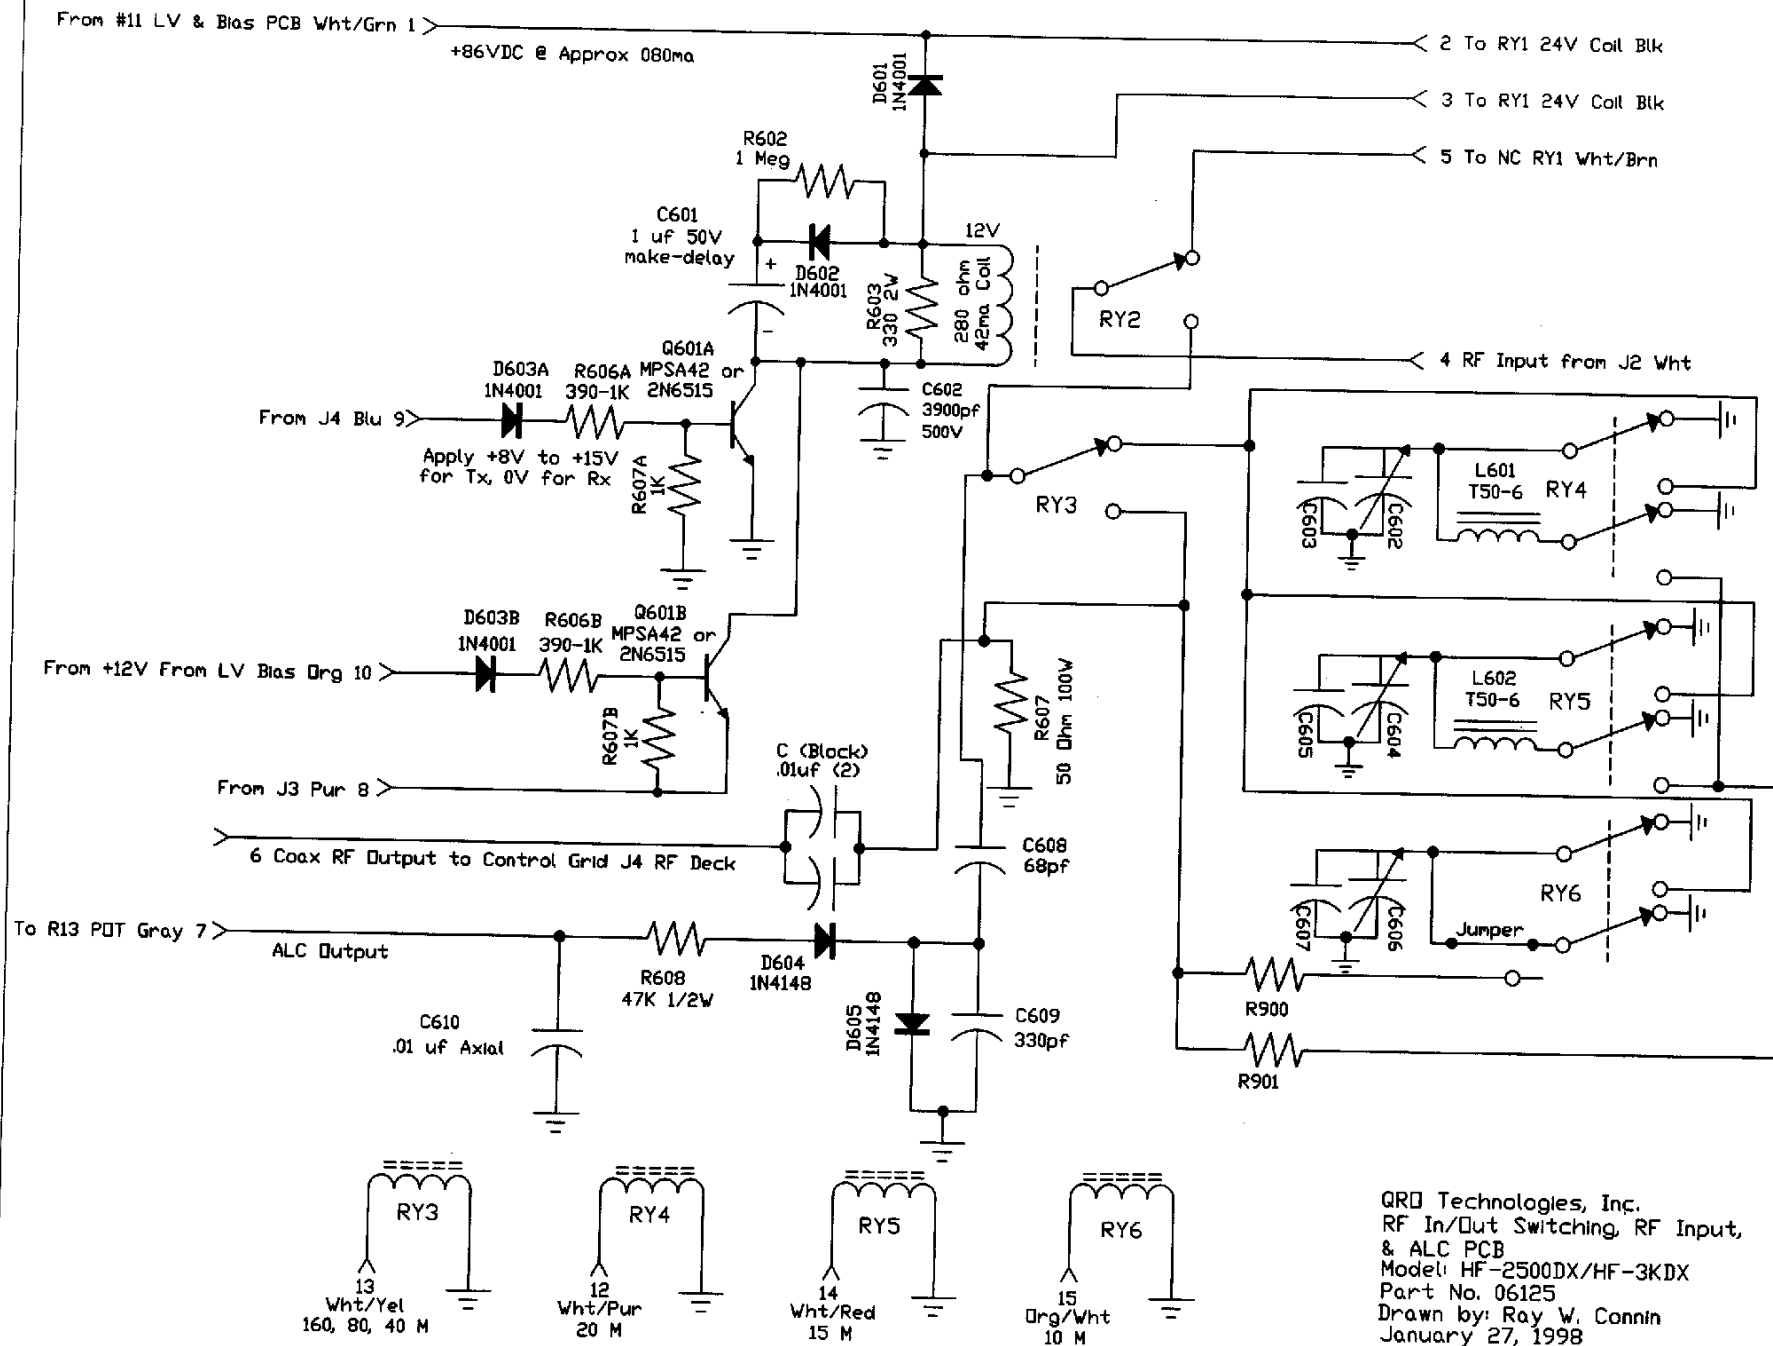 From #11 LV & Bias PCB Wht/Grn 1
+86VDC @ Approx 080ma
2 To RY1 24V Coil Blk
3 To RY1 24V Coil Blk
5 To NC RY1 Wht/Brn
D601
1N4001
R602
1 Meg
C601
1 uf 50V
make-delay
+
-
D602
1N4001
12V
R603
330 2W
280 ohm
42ma Coil
RY2
4 RF Input from J2 Wht
Q601A
MPSA42 or
2N6515
D603A
1N4001
R606A
390-1K
From J4 Blu 9
Apply +8V to +15V
for Tx, 0V for Rx
R607A
1K
C602
3900pf
500V
RY3
C603
C602
L601
T50-6
RY4
D603B
1N4001
R606B
390-1K
Q601B
MPSA42 or
2N6515
From +12V From LV Bias Org 10
R607B
1K
From J3 Pur 8
R607
50 Ohm 100W
C605
C604
L602
T50-6
RY5
C (Block)
.01uf (2)
6 Coax RF Output to Control Grid J4 RF Deck
C608
68pf
C607
C606
RY6
Jumper
To R13 POT Gray 7
ALC Output
R608
47K 1/2W
D604
1N4148
D605
1N4148
C609
330pf
C610
.01 uf Axial
R900
R901
RY3
13
Wht/Yel
160, 80, 40 M
RY4
12
Wht/Pur
20 M
RY5
14
Wht/Red
15 M
RY6
15
Org/Wht
10 M
QRO Technologies, Inc.
RF In/Out Switching, RF Input,
& ALC PCB
Model: HF-2500DX/HF-3KDX
Part No. 06125
Drawn by: Ray W. Connin
January 27, 1998